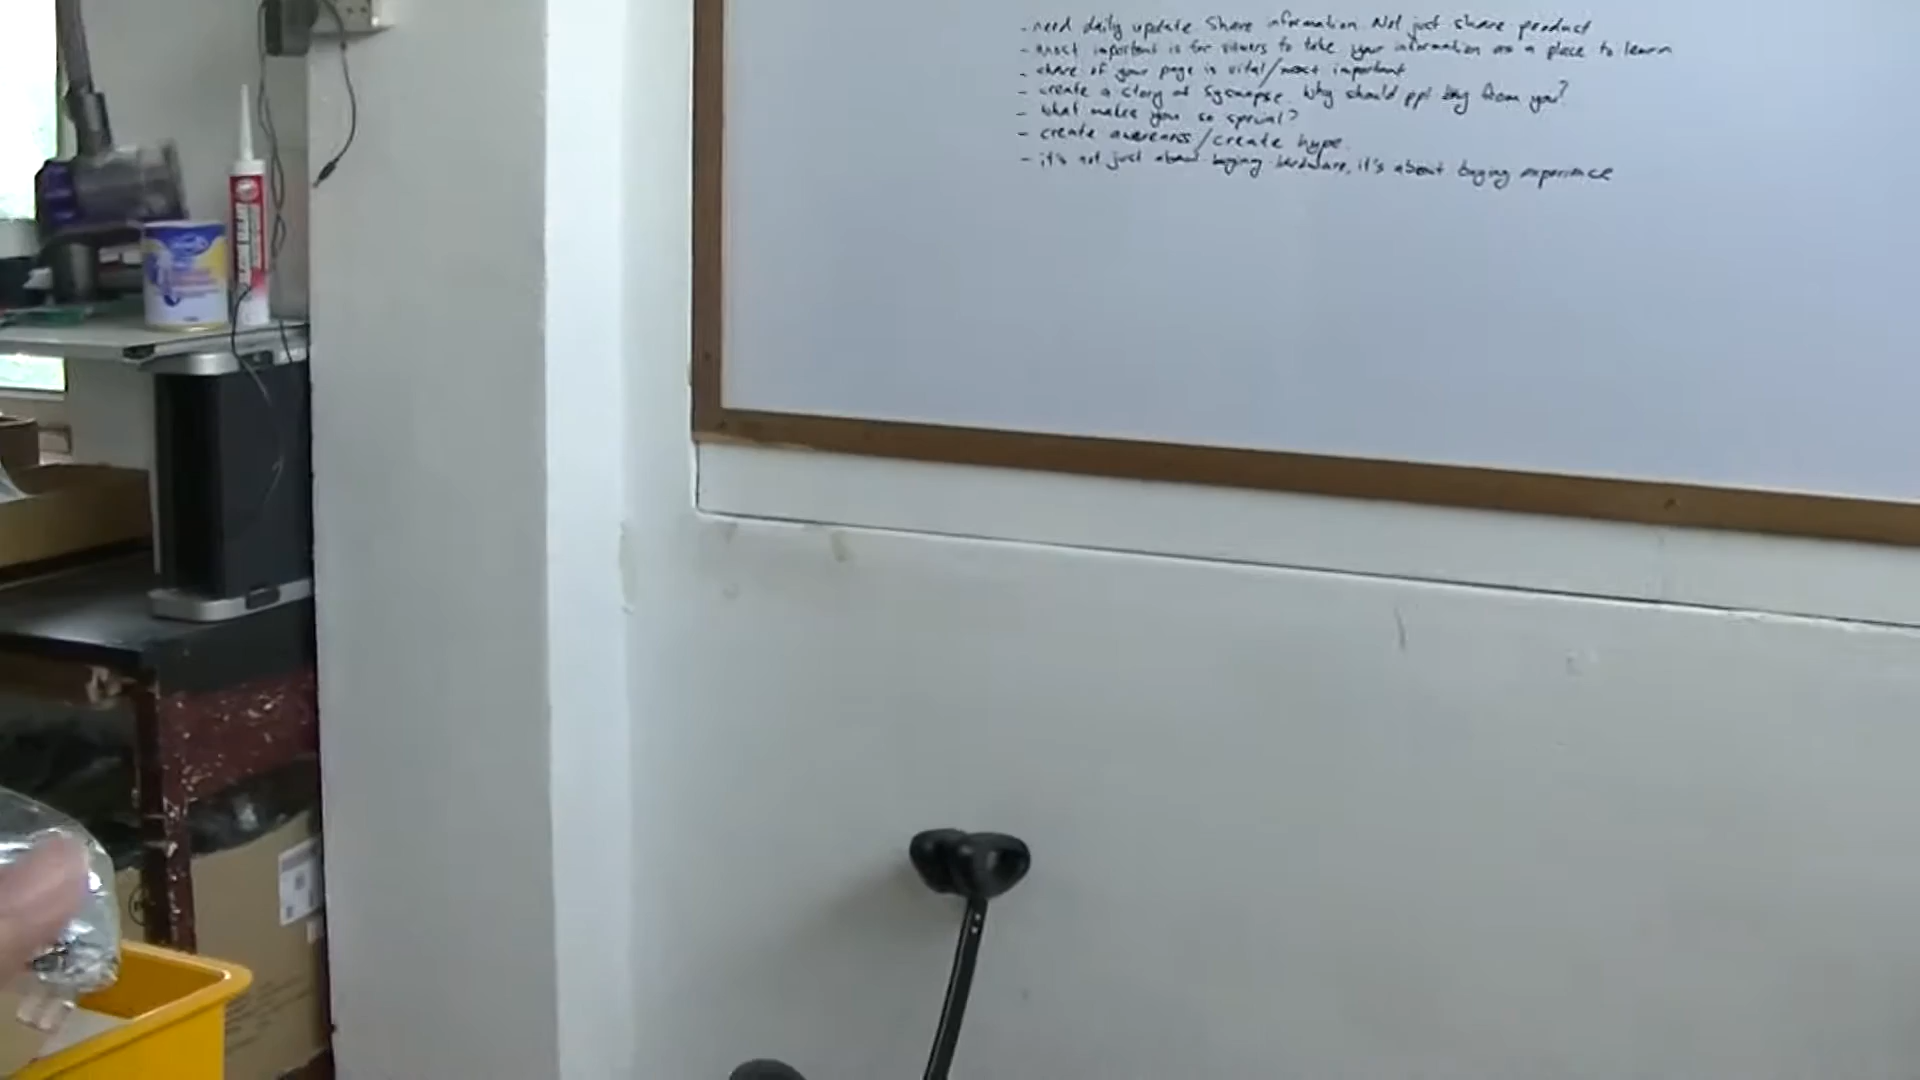 - need daily update Share information. Not just share product
- most important is for viewers to take your information as a place to learn
- share of your page is vital/most important
- create a story of Sysnapse. Why should ppl buy from you?
- what makes you so special?
- create awareness/create hype.
- it's not just about buying hardware, it's about buying experience